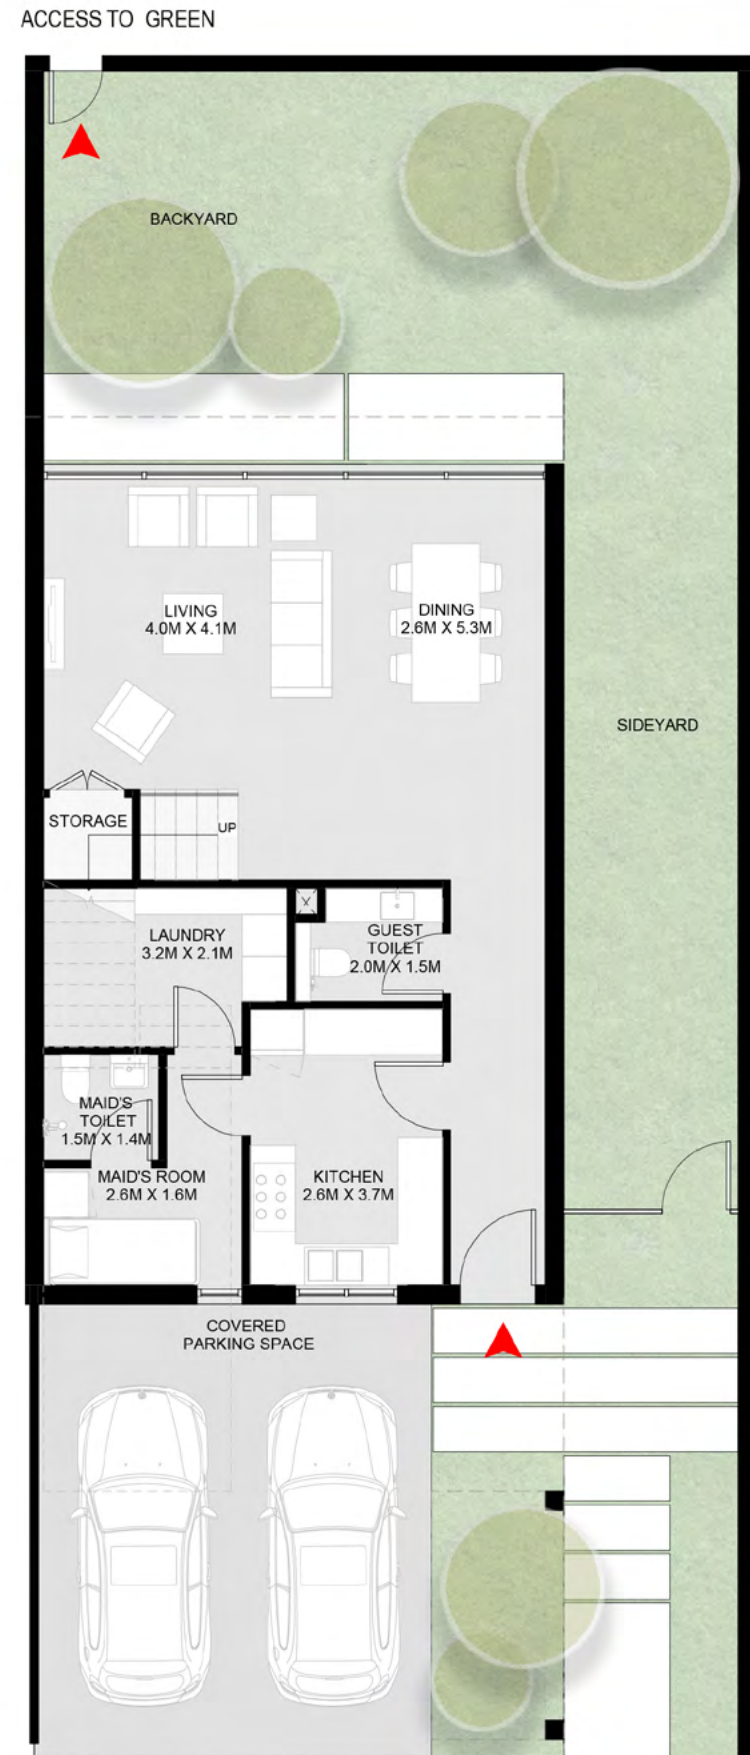 ACCESS TO GREEN
BACKYARD
LIVING
4.0M X 4.1M
DINING
2.6M X 5.3M
SIDEYARD
STORAGE
UP
LAUNDRY
3.2M X 2.1M
GUEST
TOILET
2.0M X 1.5M
MAID'S
TOILET
1.5M X 1.4M
MAID'S ROOM
2.6M X 1.6M
KITCHEN
2.6M X 3.7M
COVERED
PARKING SPACE